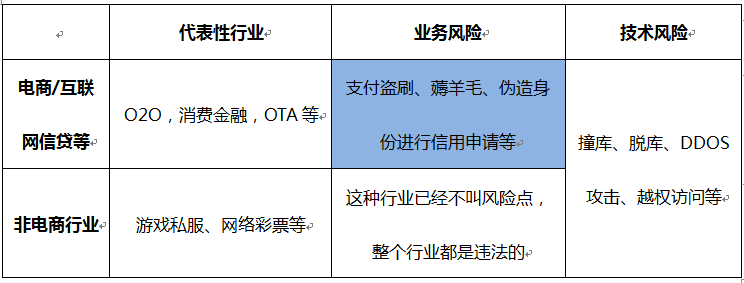 代表性行业
业务风险
技术风险
电商/互联
网信贷等
O2O，消费金融，OTA 等
支付盗刷、薅羊毛、伪造身
份进行信用申请等
撞库、脱库、DDOS
攻击、越权访问等
非电商行业
游戏私服、网络彩票等
这种行业已经不叫风险点，
整个行业都是违法的